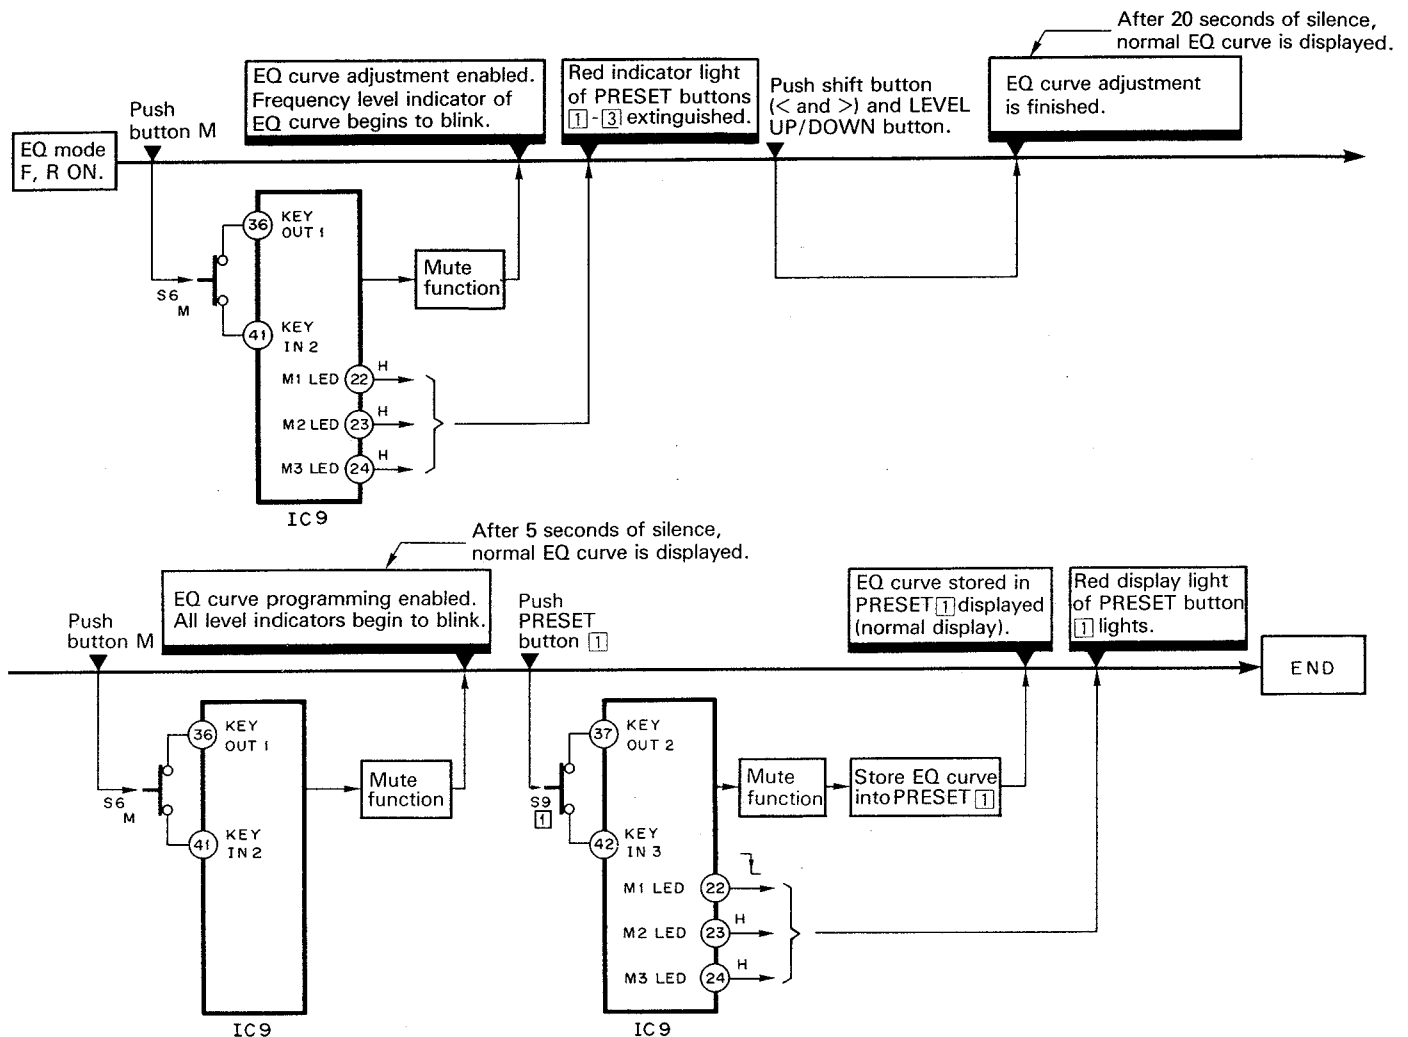 After 20 seconds of silence,
normal EQ curve is displayed.
EQ mode
F, R ON.
Push
button M
EQ curve adjustment enabled.
Frequency level indicator of
EQ curve begins to blink.
Red indicator light
of PRESET buttons
1 - 3 extinguished.
Push shift button
(< and >) and LEVEL
UP/DOWN button.
EQ curve adjustment
is finished.
36 KEY
OUT 1
S6
M
41 KEY
IN 2
Mute
function
M1 LED 22 H
M2 LED 23 H
M3 LED 24 H
IC9
After 5 seconds of silence,
normal EQ curve is displayed.
Push
button M
EQ curve programming enabled.
All level indicators begin to blink.
Push
PRESET
button 1
EQ curve stored in
PRESET 1 displayed
(normal display).
Red display light
of PRESET button
1 lights.
END
36 KEY
OUT 1
S6
M
41 KEY
IN 2
IC9
Mute
function
37 KEY
OUT 2
S9
1
42 KEY
IN 3
Mute
function
Store EQ curve
into PRESET 1
M1 LED 22
M2 LED 23 H
M3 LED 24 H
IC9